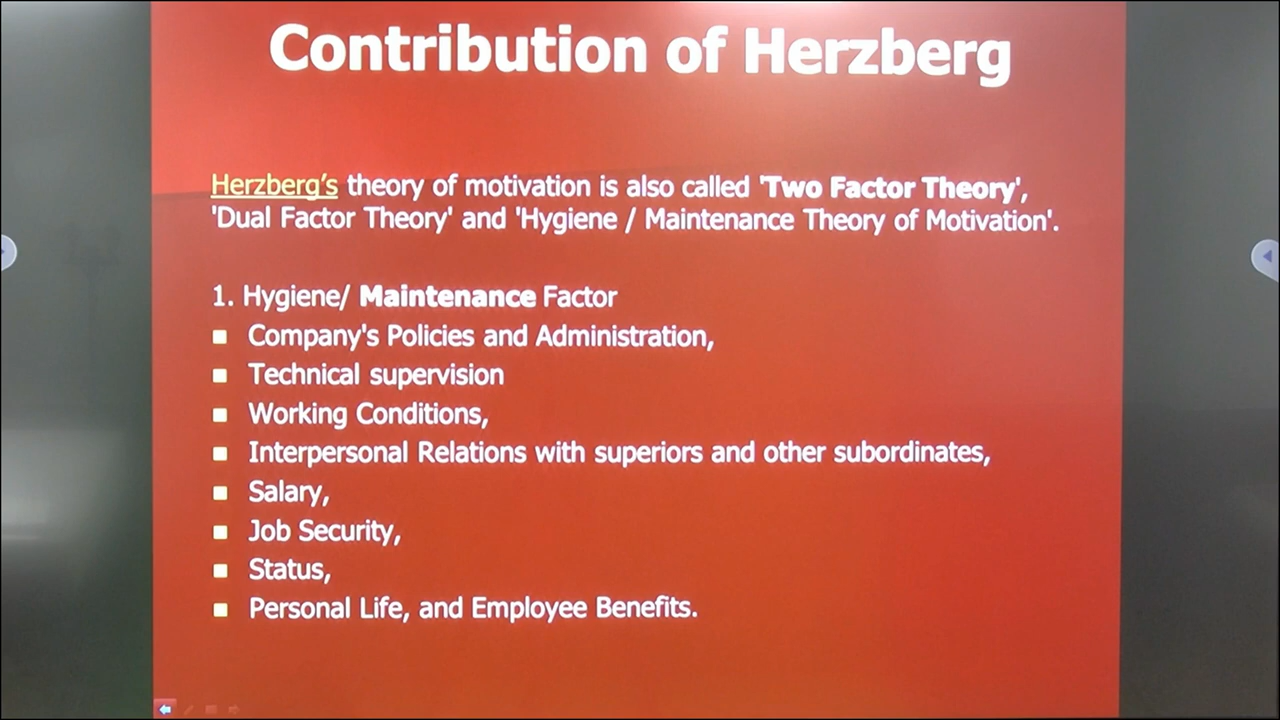 Contribution of Herzberg
Herzberg’s theory of motivation is also called 'Two Factor Theory',
'Dual Factor Theory' and 'Hygiene / Maintenance Theory of Motivation'.
1. Hygiene/ Maintenance Factor
Company's Policies and Administration,
Technical supervision
Working Conditions,
Interpersonal Relations with superiors and other subordinates,
Salary,
Job Security,
Status,
Personal Life, and Employee Benefits.